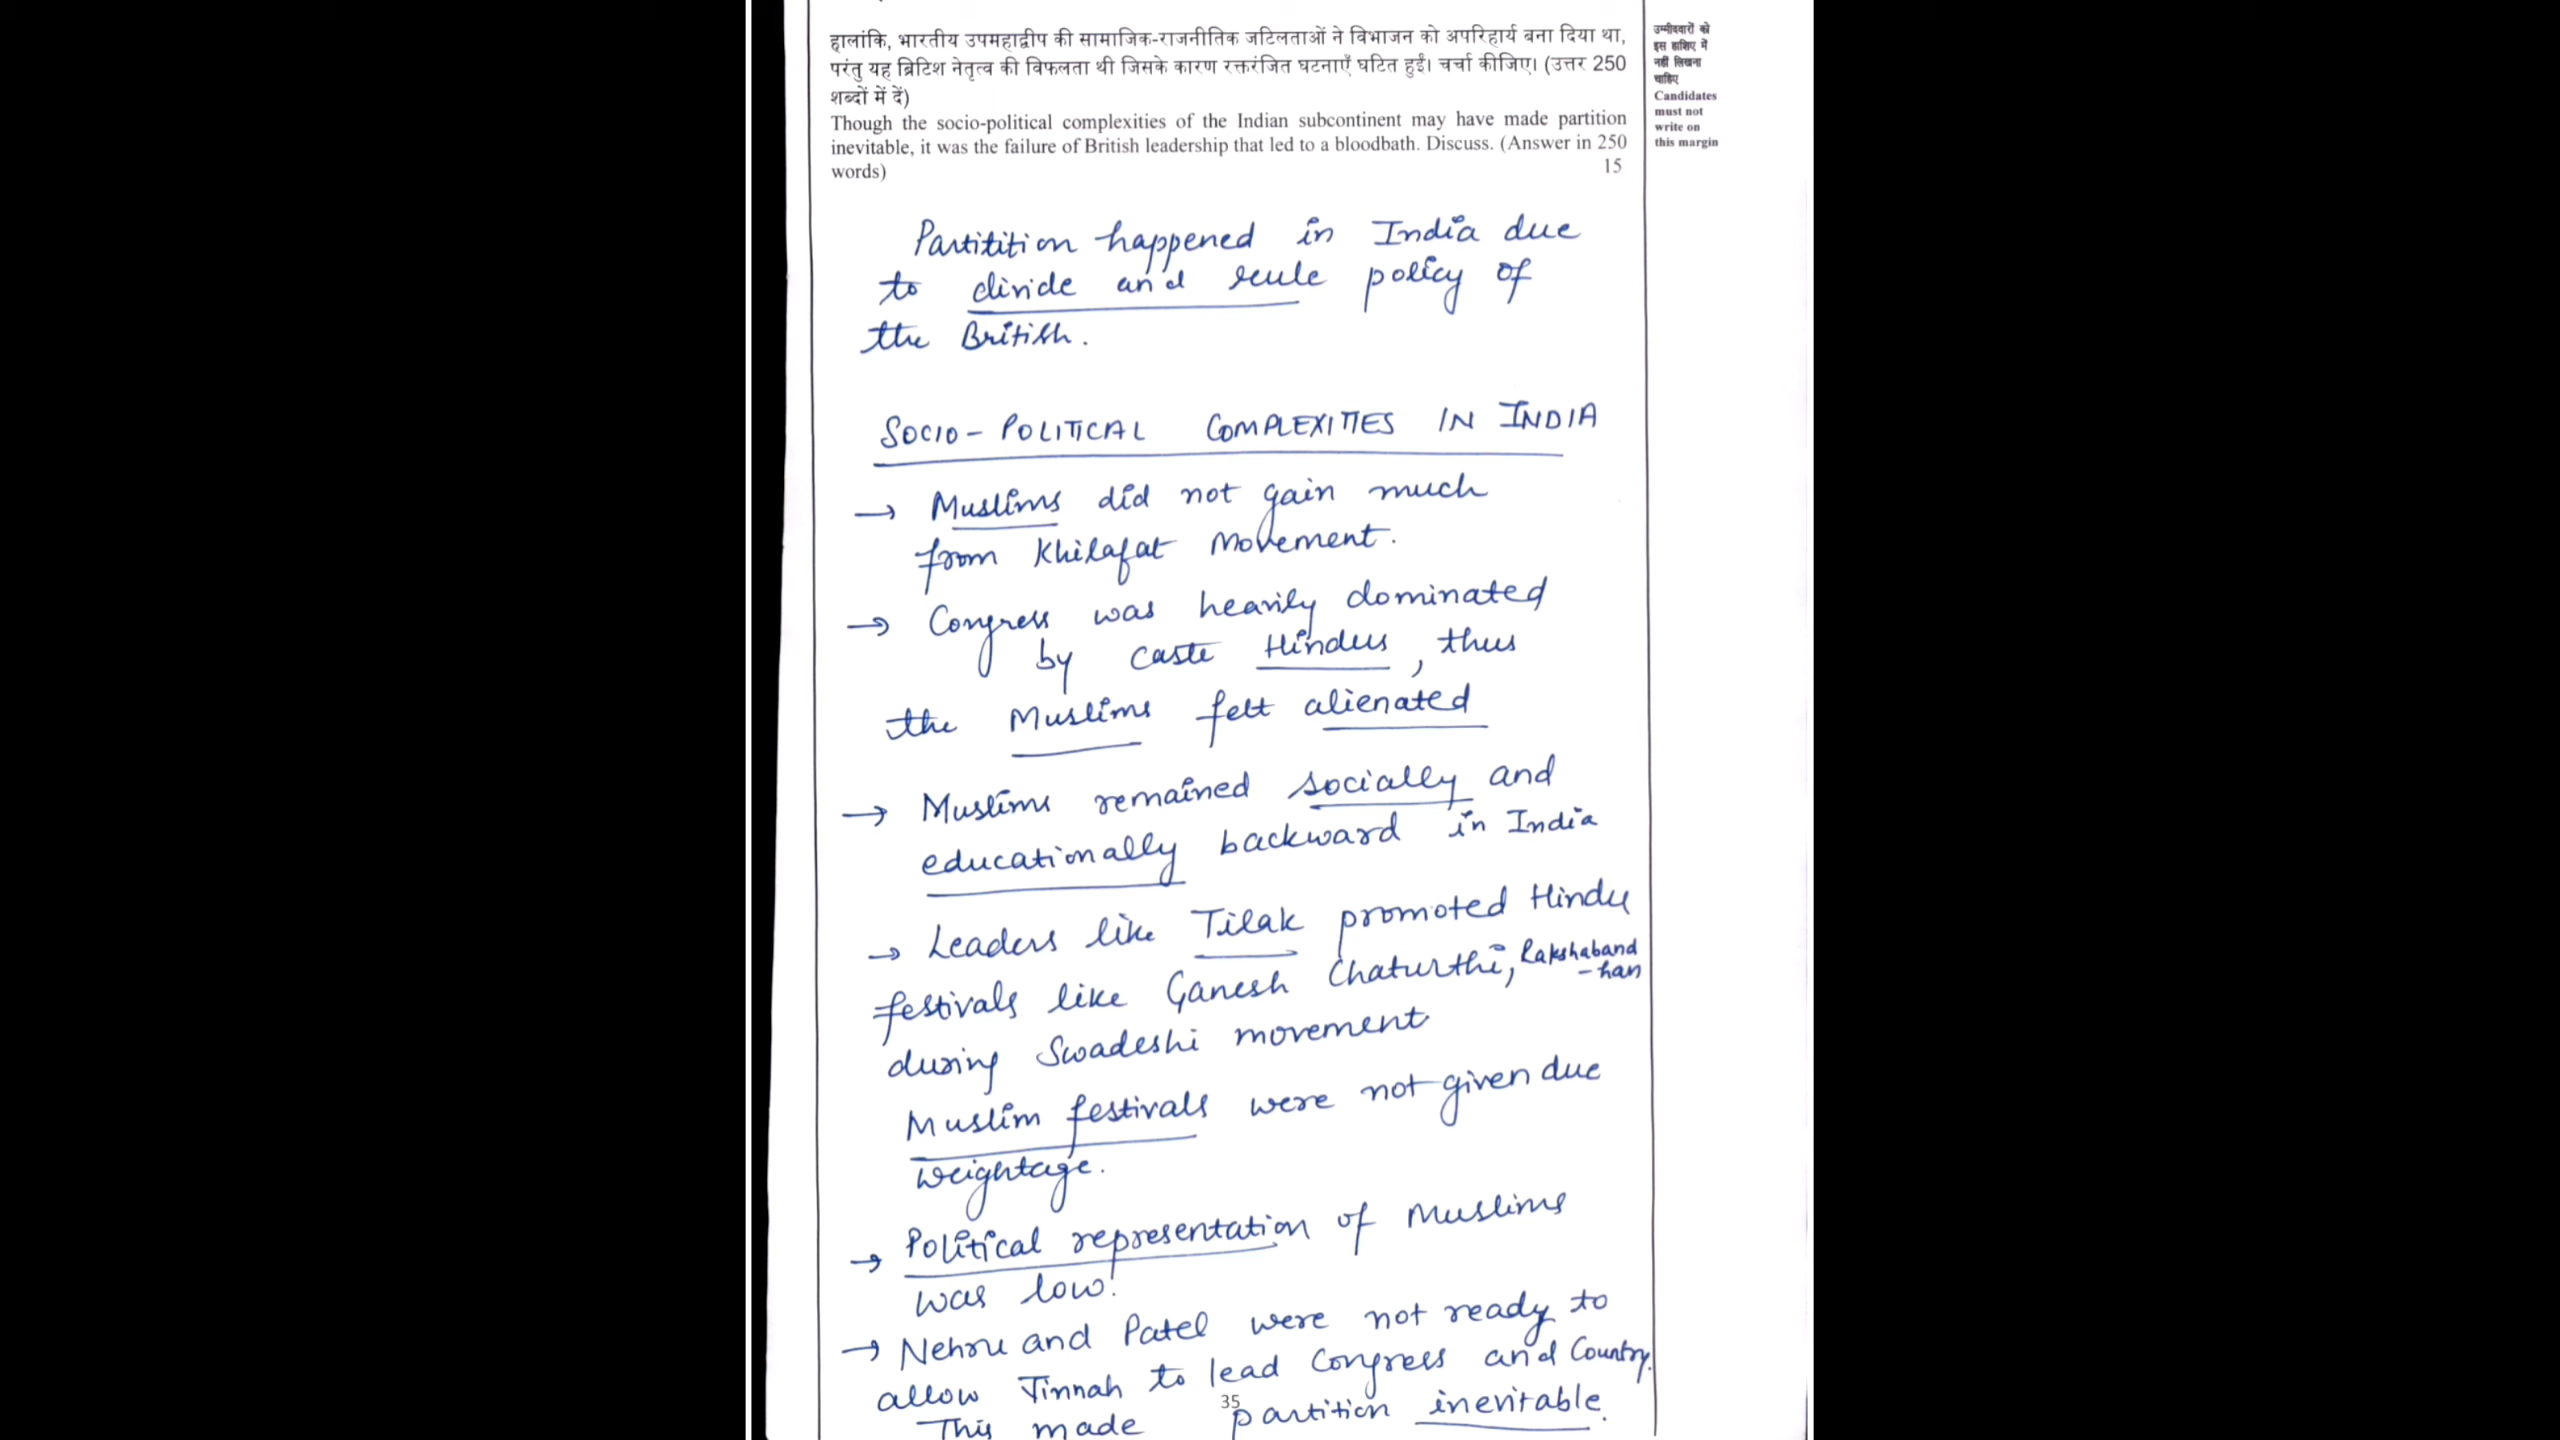 हालांकि, भारतीय उपमहाद्वीप की सामाजिक-राजनीतिक जटिलताओं ने विभाजन को अपरिहार्य बना दिया था,
परंतु यह ब्रिटिश नेतृत्व की विफलता थी जिसके कारण रक्तरंजित घटनाएँ घटित हुईं। चर्चा कीजिए। (उत्तर 250
शब्दों में दें)
Though the socio-political complexities of the Indian subcontinent may have made partition
inevitable, it was the failure of British leadership that led to a bloodbath. Discuss. (Answer in 250
words) 15
उम्मीदवारों को
इस हाशिए में
नहीं लिखना
चाहिए
Candidates
must not
write on
this margin
Partitition happened in India due
to divide and rule policy of
the British.
SOCIO-POLITICAL COMPLEXITIES IN INDIA
→ Muslims did not gain much
from Khilafat Movement.
→ Congress was heavily dominated
by caste Hindus, thus
the Muslims felt alienated
→ Muslims remained socially and
educationally backward in India
→ Leaders like Tilak promoted Hindu
festivals like Ganesh Chaturthi, Rakshaband
-han
during Swadeshi movement
Muslim festivals were not given due
weightage.
→ Political representation of Muslims
was low.
→ Nehru and Patel were not ready to
allow Jinnah to lead Congress and Country.
This made partition inevitable.
35